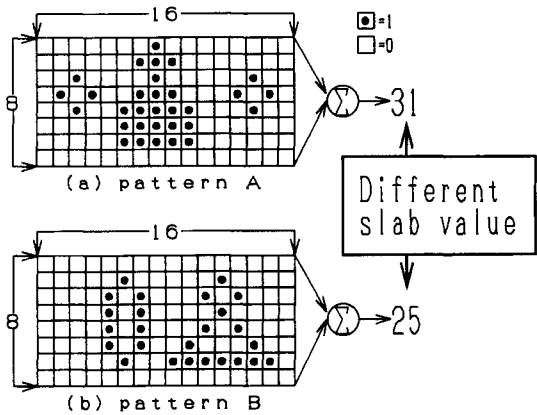 16
=1
=0
8
Σ
31
(a) pattern A
Different
slab value
16
8
Σ
25
(b) pattern B